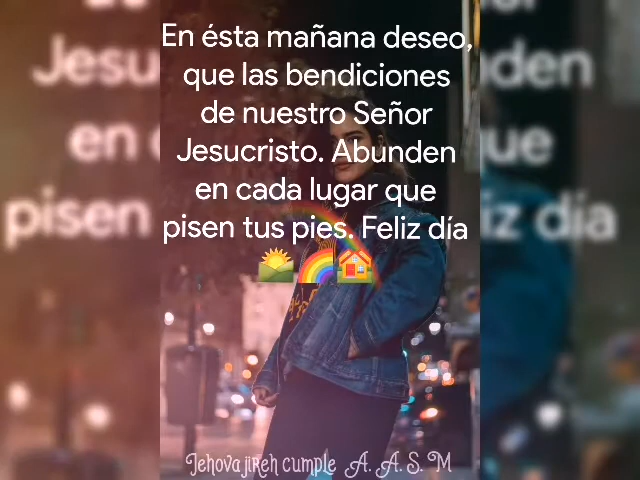 En ésta mañana deseo,
que las bendiciones
de nuestro Señor
Jesucristo. Abunden
en cada lugar que
pisen tus pies. Feliz día
🌅🌈🏠
Jehova jireh cumple A. A. S. M